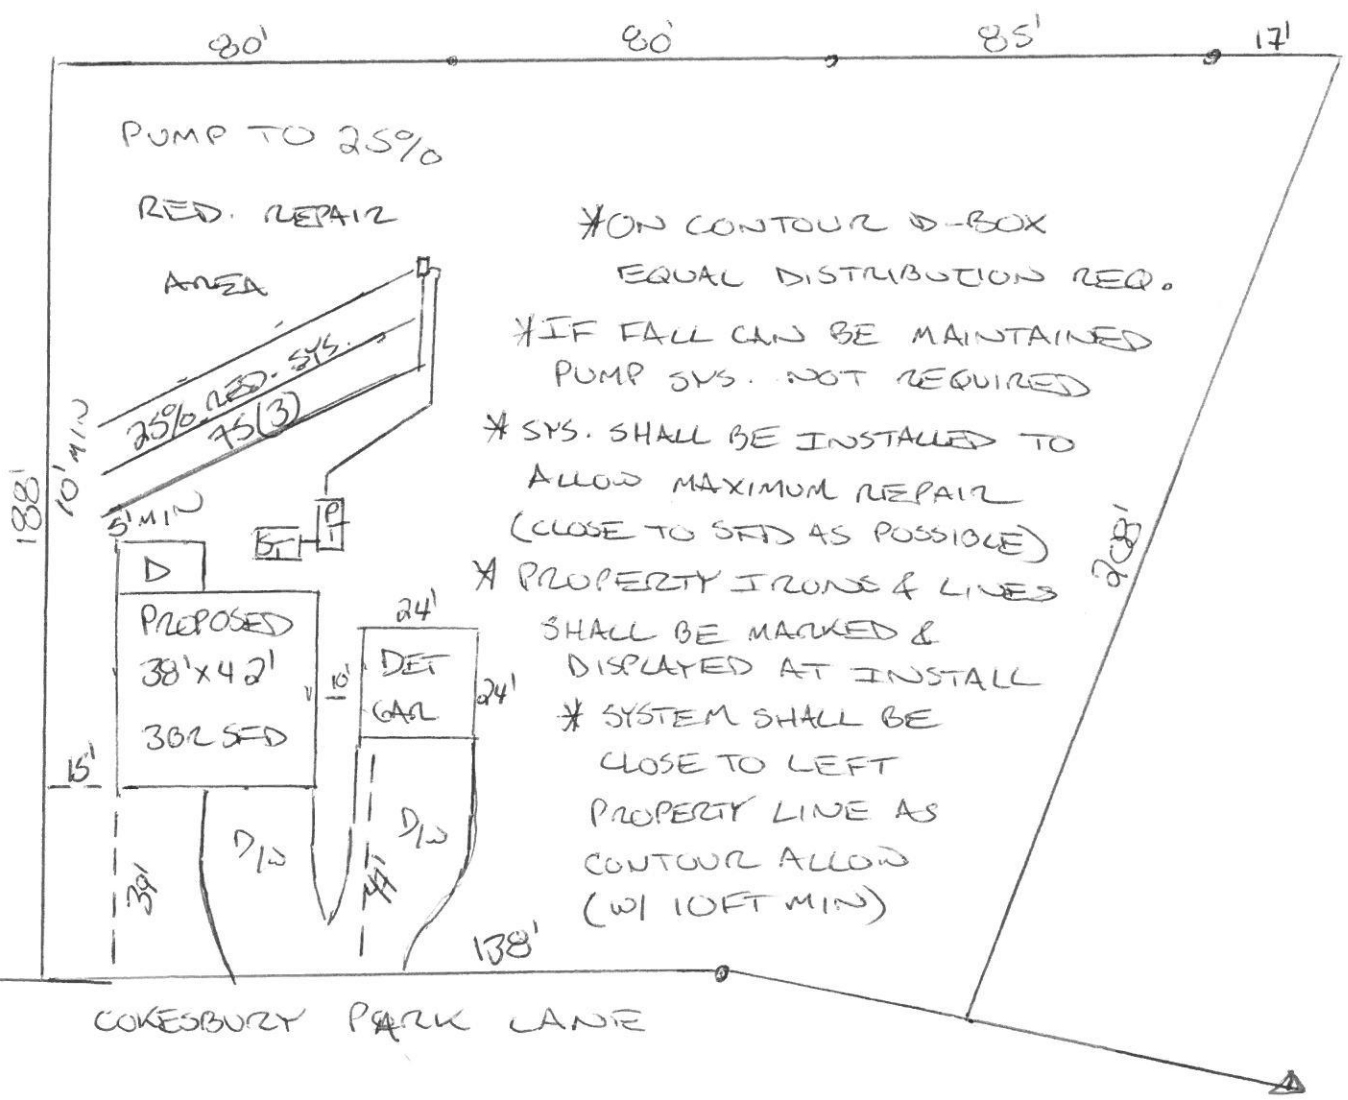 80' 80' 85' 17'
PUMP TO 25%
RED. REPAIR
AREA
*ON CONTOUR D-BOX
EQUAL DISTRIBUTION REQ.
*IF FALL CAN BE MAINTAINED
PUMP SYS. NOT REQUIRED
* SYS. SHALL BE INSTALLED TO
ALLOW MAXIMUM REPAIR
(CLOSE TO SFD AS POSSIBLE)
* PROPERTY IRONS & LINES
SHALL BE MARKED &
DISPLAYED AT INSTALL
* SYSTEM SHALL BE
CLOSE TO LEFT
PROPERTY LINE AS
CONTOUR ALLOW
(W/ 10FT MIN)
25% RED. SYS.
75(3)
10' MIN
188'
5' MIN
ST
PT
D
PROPOSED
38'x42'
3BR SFD
10'
24'
DET
GAR
24'
15'
39'
D/W
D/W
208'
138'
COKESBURY PARK LANE